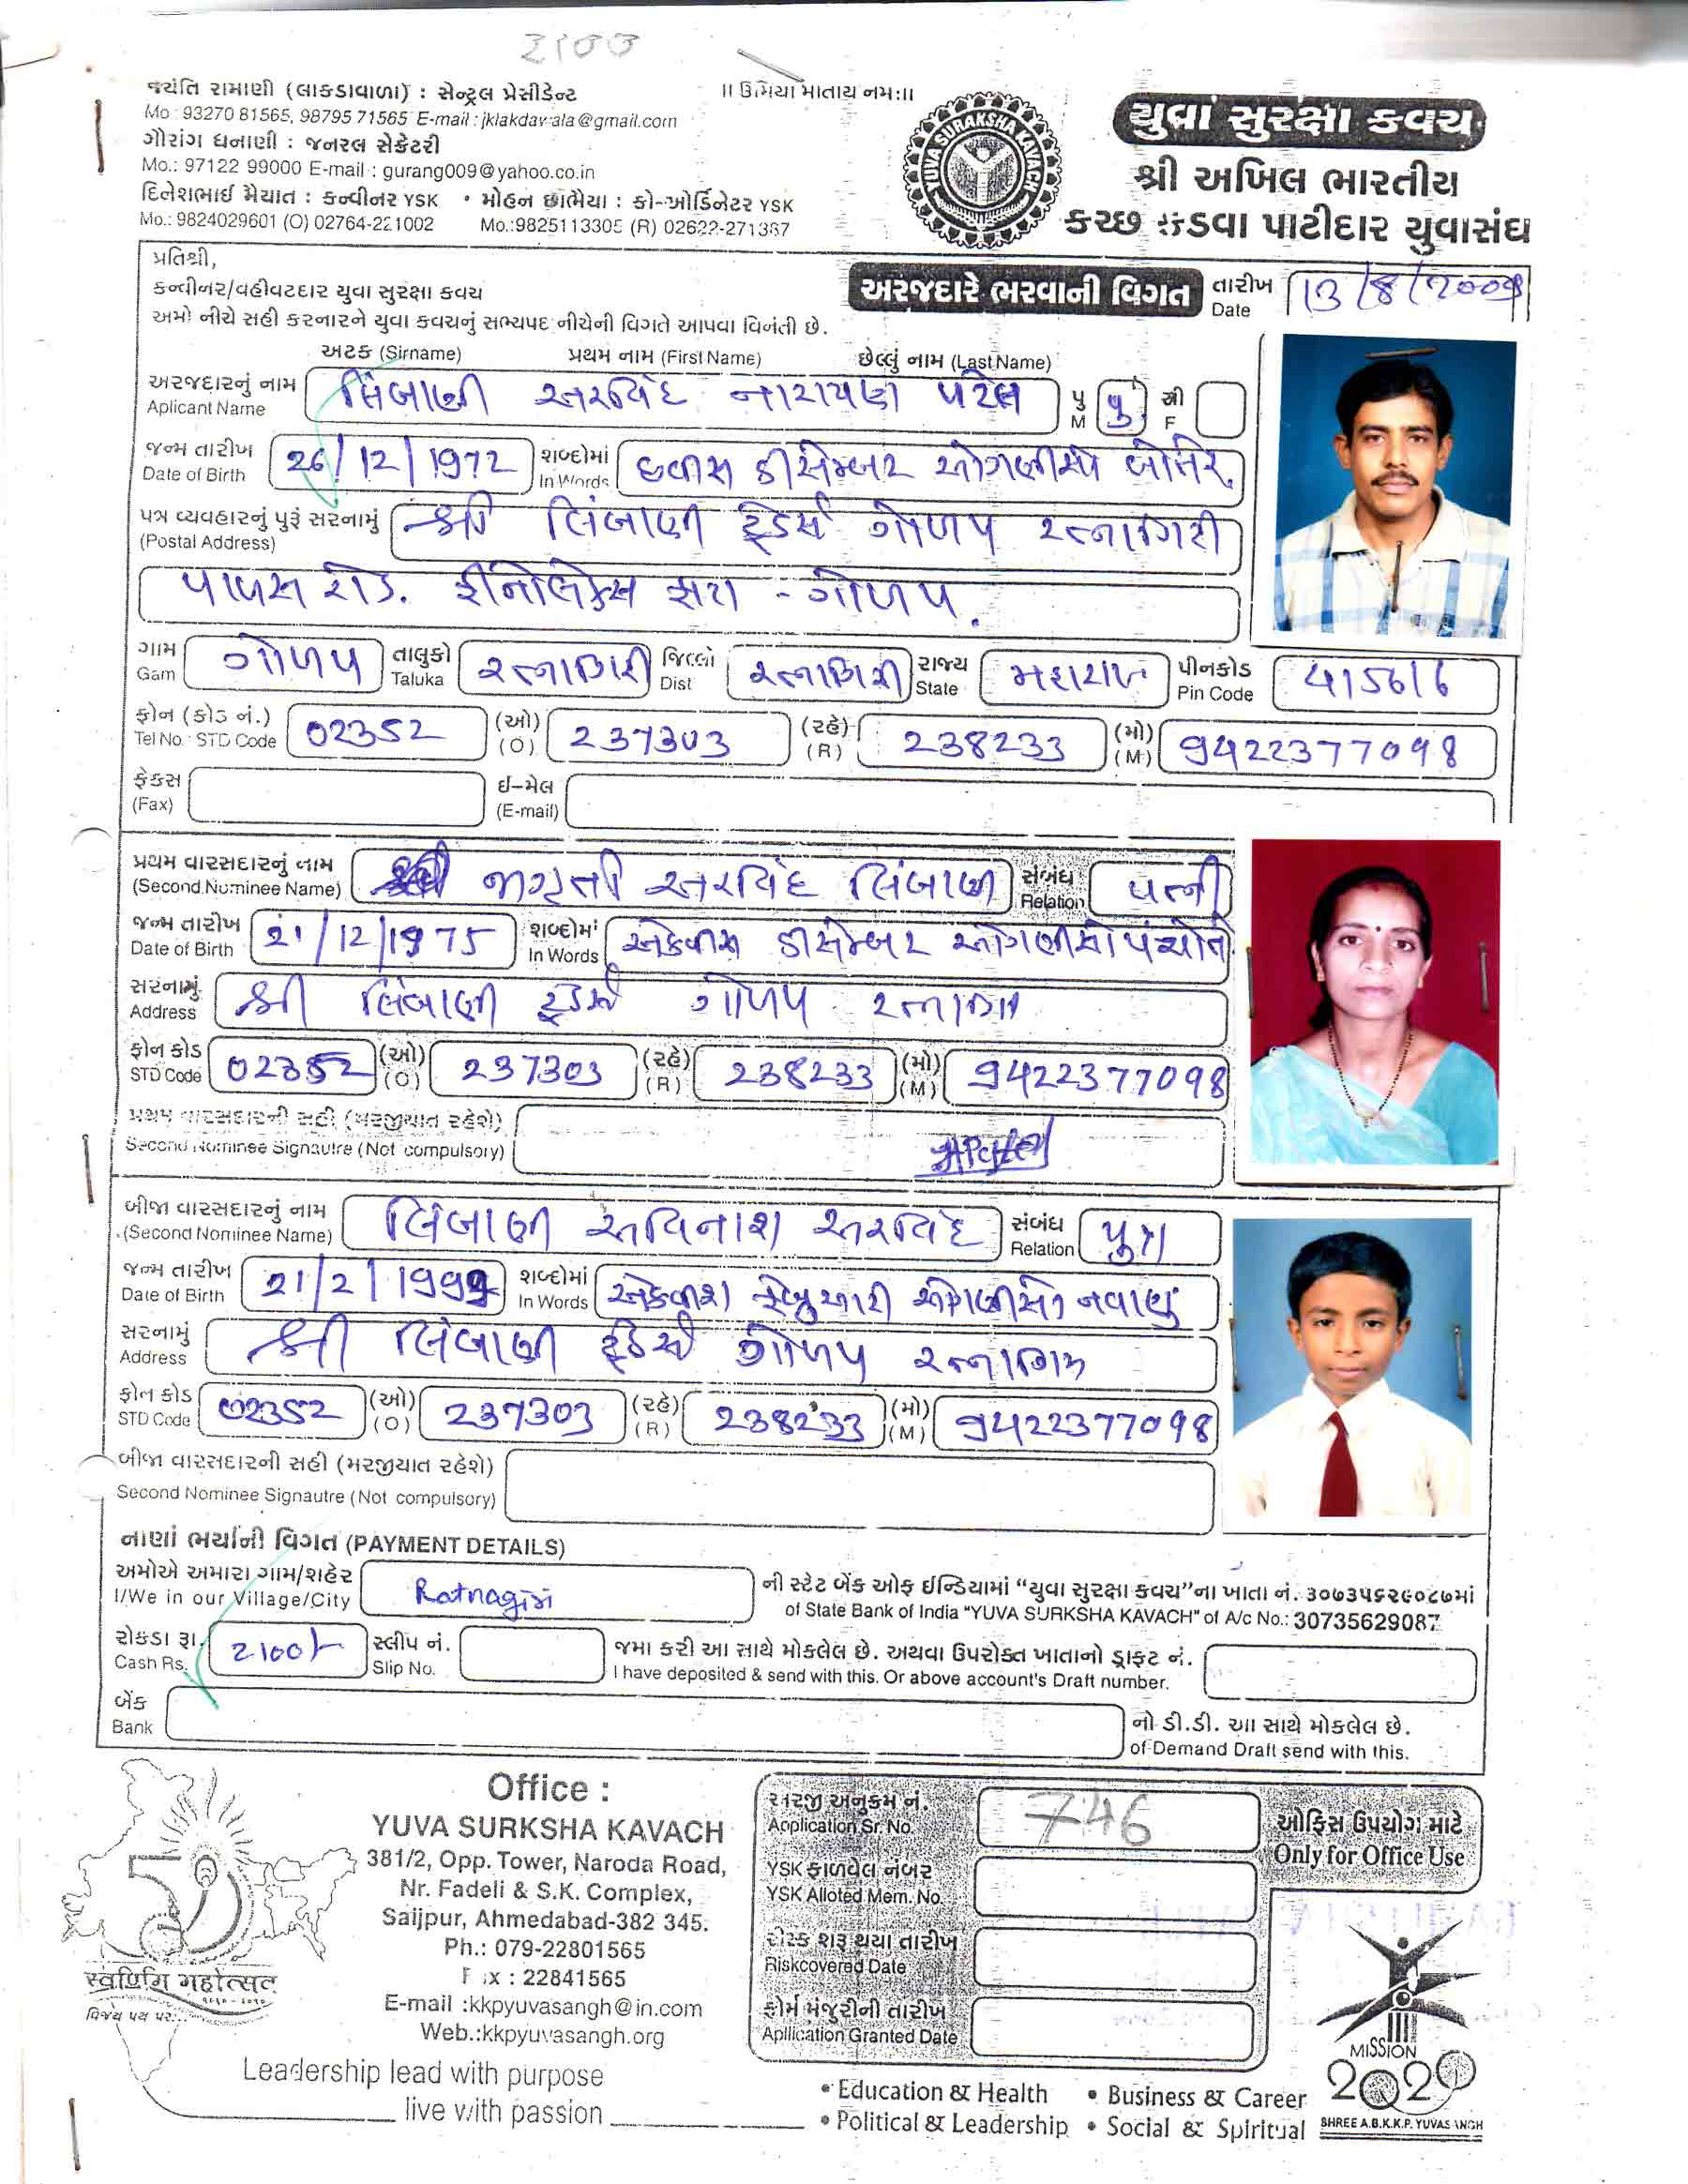 2100
જયંતિ રામાણી (લાકડાવાળા) : સેન્ટ્રલ પ્રેસીડેન્ટ
Mo : 93270 81565, 98795 71565 E-mail : jklakdavala@gmail.com
ગૌરાંગ ધનાણી : જનરલ સેક્રેટરી
Mo.: 97122 99000 E-mail : gurang009@yahoo.co.in
દિલેશભાઈ મૈયાત : કન્વીનર YSK • મોહન છાભૈયા : કો-ઓર્ડિનેટર YSK
Mo.: 9824029601 (O) 02764-221002 Mo.:9825113305 (R) 02622-271387
।। ઉમિયા માતાય નમઃ।।
YUVA SURAKSHA KAVACH
યુવા સુરક્ષા કવચ
શ્રી અખિલ ભારતીય
કચ્છ કડવા પાટીદાર યુવાસંઘ
પ્રતિશ્રી,
કન્વીનર/વહીવટદાર યુવા સુરક્ષા કવચ
અમો નીચે સહી કરનારને યુવા કવચનું સભ્યપદ નીચેની વિગતે આપવા વિનંતી છે.
અરજદારે ભરવાની વિગત
તારીખ Date 13/8/2009
અટક (Sirname) પ્રથમ નામ (First Name) છેલ્લું નામ (Last Name)
અરજદારનું નામ લિંબાણી અરવિંદ નારાયણ પટેલ પુ પુ સ્ત્રી
Aplicant Name M F
જન્મ તારીખ 26/12/1972 શબ્દોમાં છવીસ ડીસેમ્બર ઓગણીસો બોતેર
Date of Birth In Words
પત્ર વ્યવહારનું પુરૂં સરનામું શ્રી લિંબાણી ટ્રેડર્સ ગોળપ રત્નાગિરી
(Postal Address)
પાવસ રોડ. ફીનોલેક્સ ફાટા - ગોળપ.
ગામ ગોળપ તાલુકો રત્નાગિરી જિલ્લો રત્નાગિરી રાજ્ય મહારાષ્ટ્ર પીનકોડ 415616
Gam Taluka Dist State Pin Code
ફોન (કોડ નં.) 02352 (ઓ) 237303 (રહે) 238233 (મો) 9422377098
Tel No. STD Code (O) (R) (M)
ફેક્સ ઈ-મેલ
(Fax) (E-mail)
પ્રથમ વારસદારનું નામ જાગૃતી અરવિંદ લિંબાણી સંબંધ પત્ની
(Second Nominee Name) Relation
જન્મ તારીખ 21/12/1975 શબ્દોમાં એકવીસ ડીસેમ્બર ઓગણીસો પંચોતે
Date of Birth In Words
સરનામું શ્રી લિંબાણી ટ્રેડર્સ ગોળપ રત્નાગિરી
Address
ફોન કોડ 02352 (ઓ) 237303 (રહે) 238233 (મો) 9422377098
STD Code (O) (R) (M)
પ્રથમ વારસદારની સહી (મરજીયાત રહેશે)
Second Nominee Signautre (Not compulsory)
બીજા વારસદારનું નામ લિંબાણી અવિનાશ અરવિંદ સંબંધ પુત્ર
(Second Nominee Name) Relation
જન્મ તારીખ 21/2/1999 શબ્દોમાં એકવીશ ફેબ્રુઆરી ઓગણીસો નવાણું
Date of Birth In Words
સરનામું શ્રી લિંબાણી ટ્રેડર્સ ગોળપ રત્નાગિરી
Address
ફોન કોડ 02352 (ઓ) 237303 (રહે) 238233 (મો) 9422377098
STD Code (O) (R) (M)
બીજા વારસદારની સહી (મરજીયાત રહેશે)
Second Nominee Signautre (Not compulsory)
નાણાં ભર્યાની વિગત (PAYMENT DETAILS)
અમોએ અમારા ગામ/શહેર Ratnagiri ની સ્ટેટ બેંક ઓફ ઈન્ડિયામાં “યુવા સુરક્ષા કવચ”ના ખાતા નં. ૩૦૭૩૫૬૨૯૦૮૭માં
I/We in our Village/City of State Bank of India "YUVA SURKSHA KAVACH" of A/c No.: 30735629087
રોકડા રૂા. 2100/- સ્લીપ નં. જમા કરી આ સાથે મોકલેલ છે. અથવા ઉપરોક્ત ખાતાનો ડ્રાફટ નં.
Cash Rs. Slip No. I have deposited & send with this. Or above account's Draft number.
બેંક નો ડી.ડી. આ સાથે મોકલેલ છે.
Bank of Demand Draft send with this.
Office :
YUVA SURKSHA KAVACH
381/2, Opp. Tower, Naroda Road,
Nr. Fadeli & S.K. Complex,
Saijpur, Ahmedabad-382 345.
Ph.: 079-22801565
Fax : 22841565
E-mail :kkpyuvasangh@in.com
Web.:kkpyuvasangh.org
Leadership lead with purpose
live with passion
50
વિજય પથ પર...
અરજી અનુક્રમ નં. 746
Application Sr. No.
YSK ફાળવેલ નંબર
YSK Alloted Mem. No.
રીસ્ક શરૂ થયા તારીખ
Riskcovered Date
ફોર્મ મંજુરીની તારીખ
Apllication Granted Date
ઓફિસ ઉપયોગ માટે
Only for Office Use
• Education & Health • Business & Career
• Political & Leadership • Social & Spiritual
MISSION
2020
SHREE A.B.K.K.P. YUVASANGH